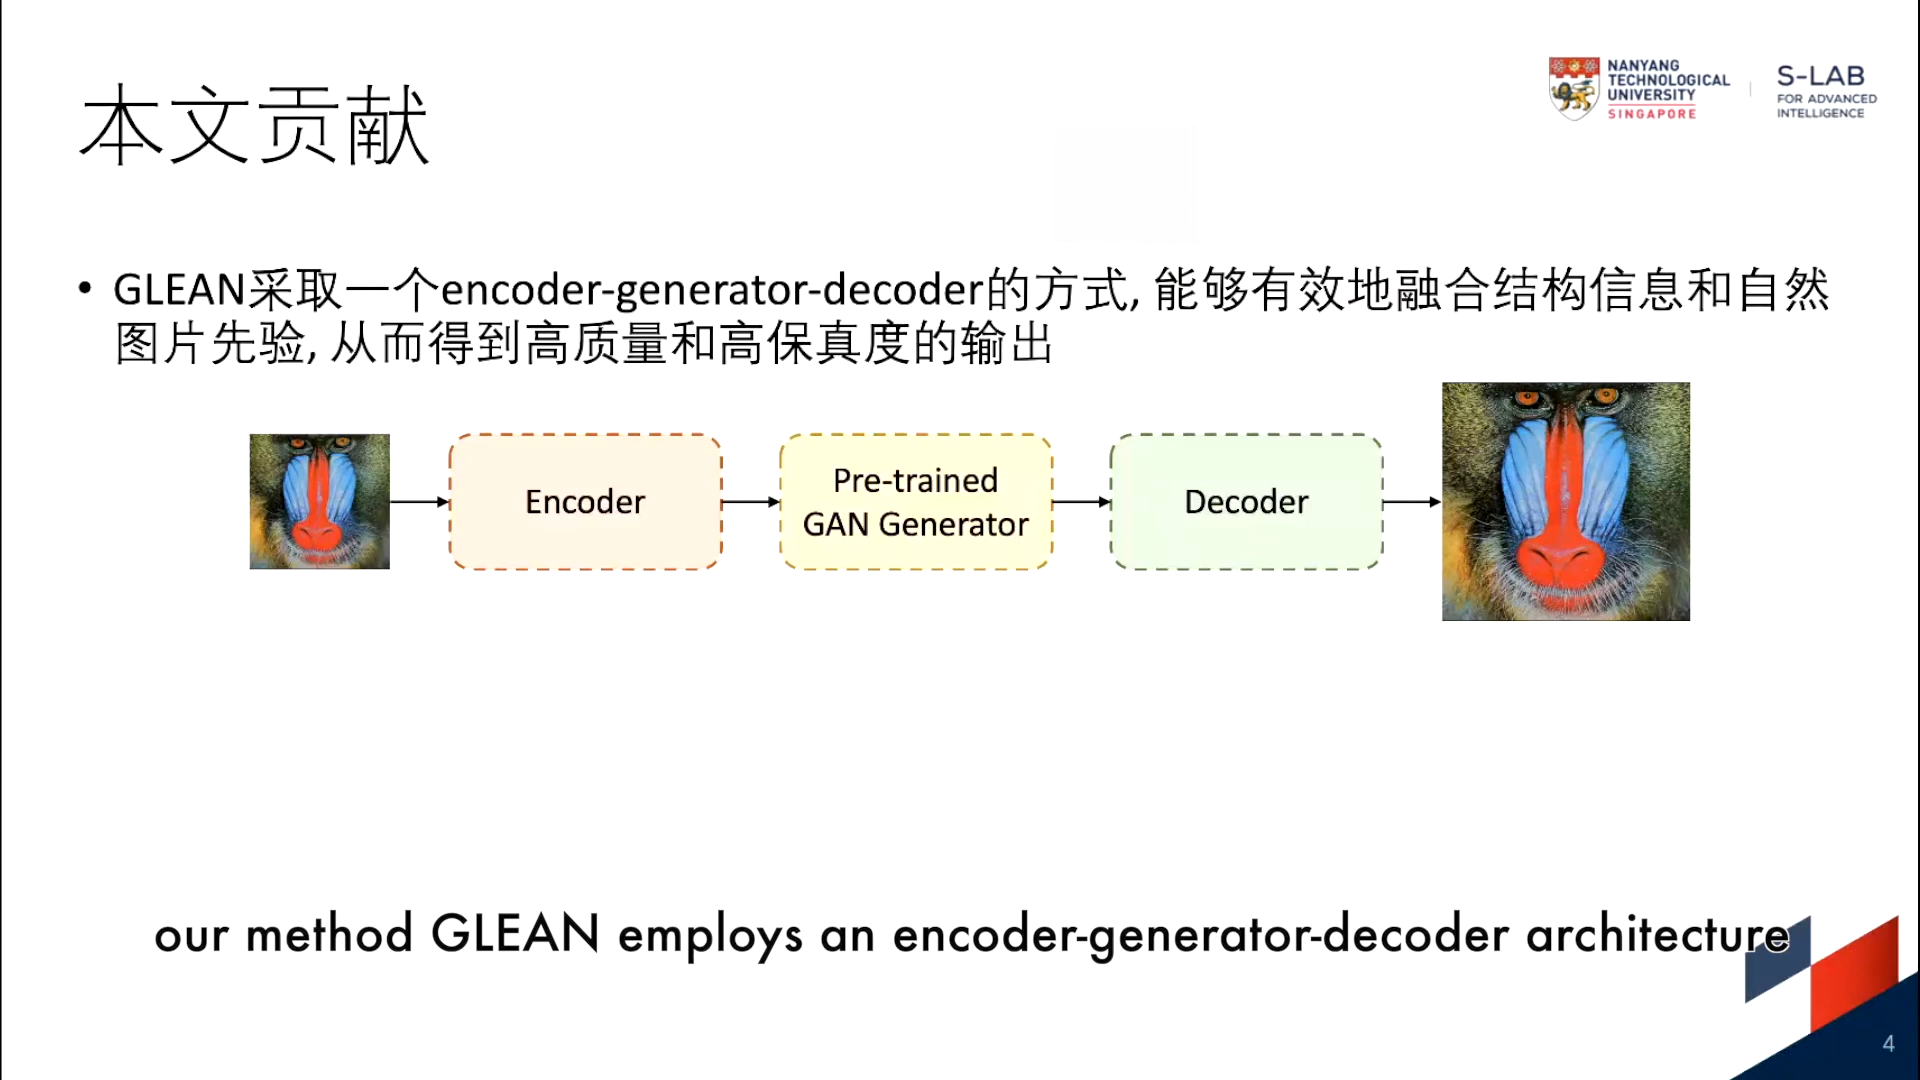 本文贡献
NANYANG
TECHNOLOGICAL
UNIVERSITY
SINGAPORE
S-LAB
FOR ADVANCED
INTELLIGENCE
• GLEAN采取一个encoder-generator-decoder的方式, 能够有效地融合结构信息和自然
图片先验, 从而得到高质量和高保真度的输出
Encoder
Pre-trained
GAN Generator
Decoder
our method GLEAN employs an encoder-generator-decoder architecture
4